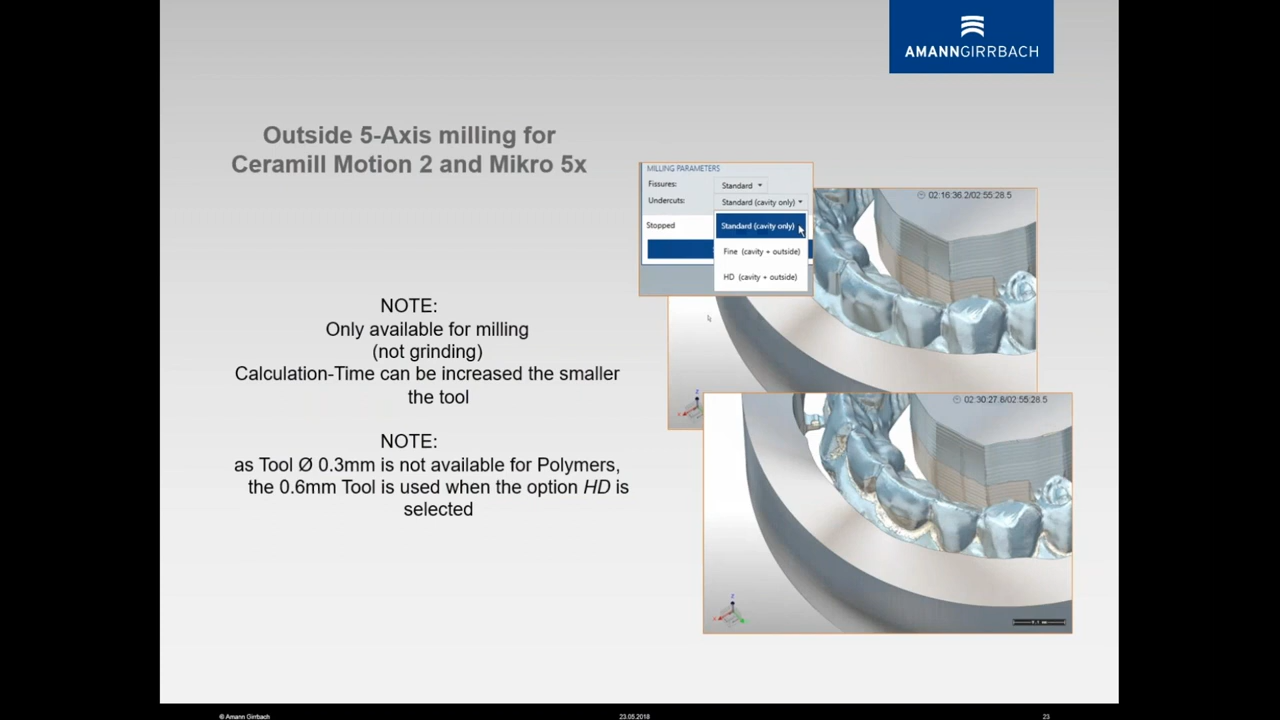 AMANNGIRRBACH
Outside 5-Axis milling for
Ceramill Motion 2 and Mikro 5x
MILLING PARAMETERS
Fissures: Standard
Undercuts: Standard (cavity only)
Stopped
Standard (cavity only)
Fine (cavity + outside)
HD (cavity + outside)
02:16:36.2/02:55:28.5
NOTE:
Only available for milling
(not grinding)
Calculation-Time can be increased the smaller
the tool
Z
02:30:27.8/02:55:28.5
NOTE:
as Tool Ø 0.3mm is not available for Polymers,
the 0.6mm Tool is used when the option HD is
selected
Z
© Amann Girrbach
23.05.2018
23